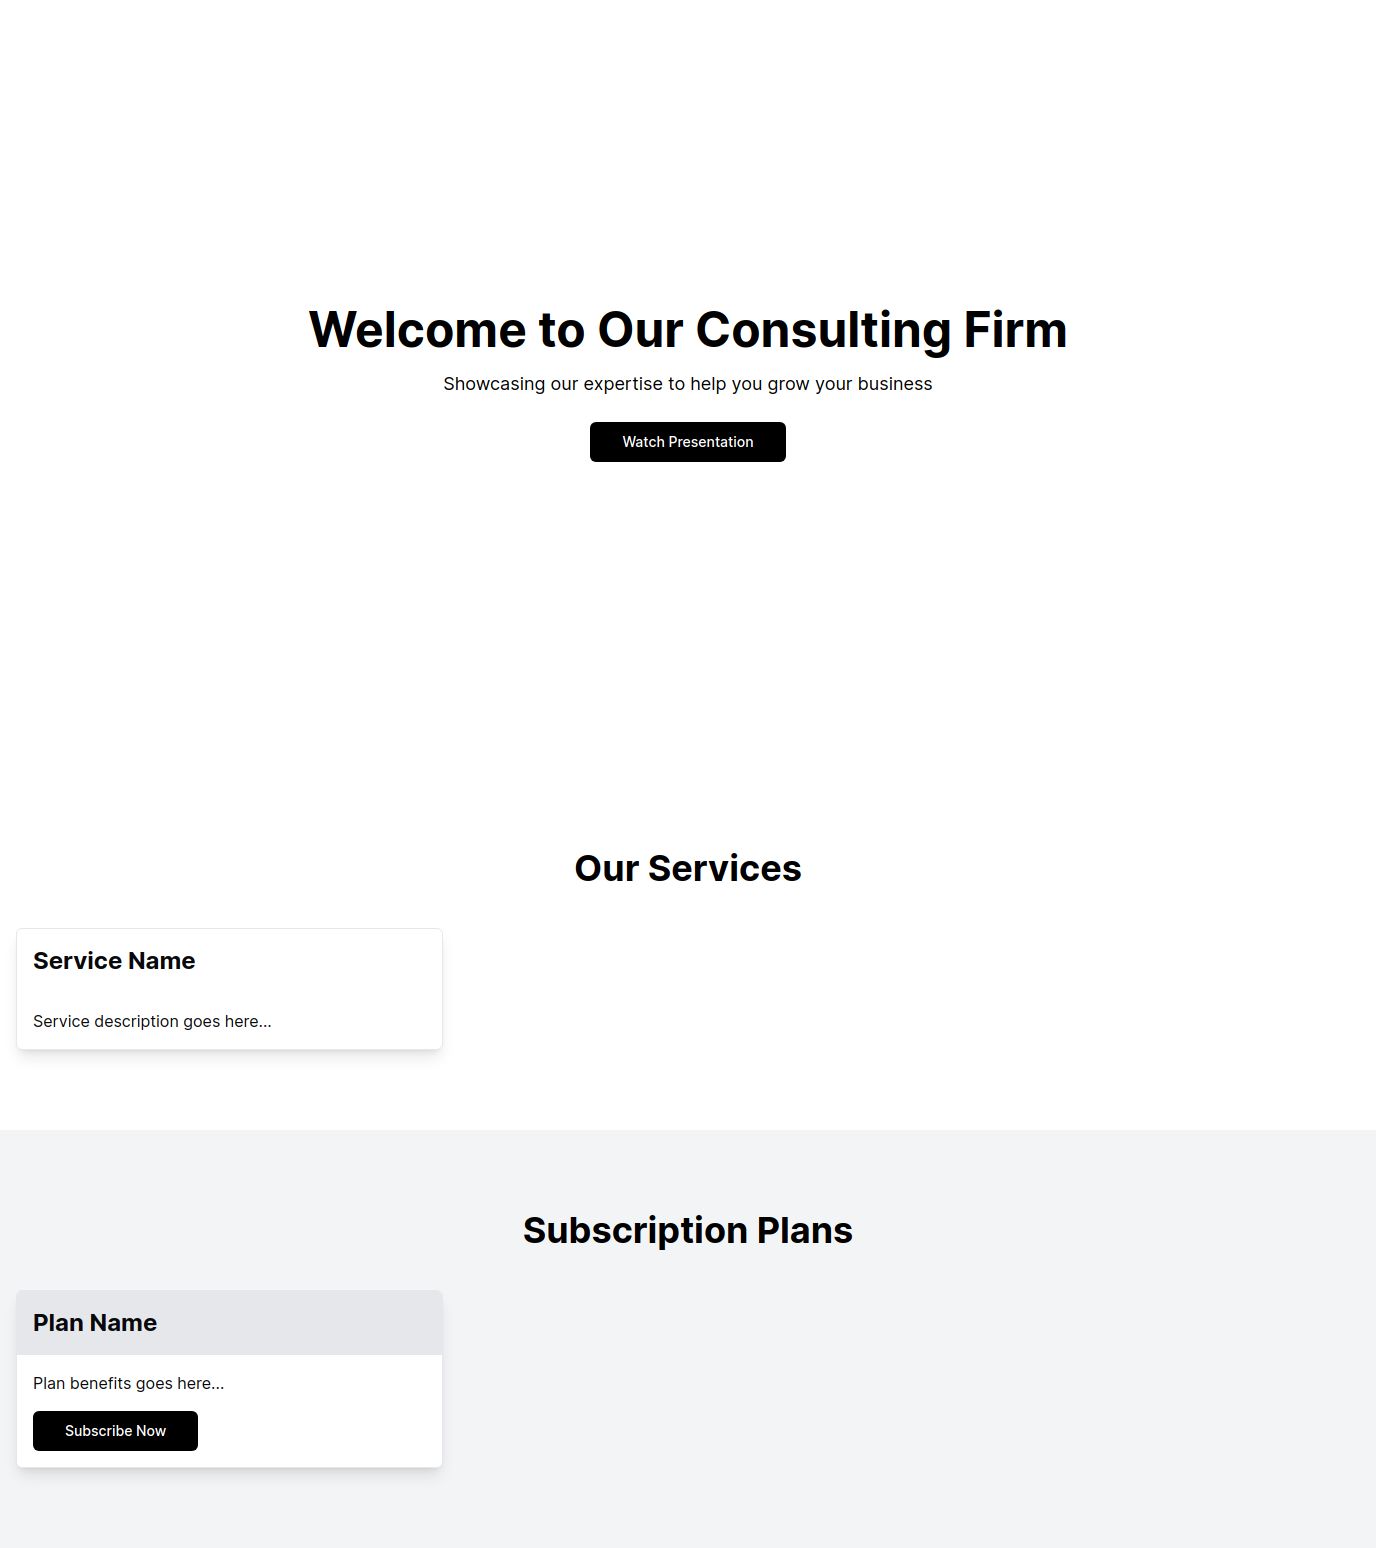 Welcome to Our Consulting Firm
Showcasing our expertise to help you grow your business
Watch Presentation
Our Services
Service Name
Service description goes here...
Subscription Plans
Plan Name
Plan benefits goes here...
Subscribe Now